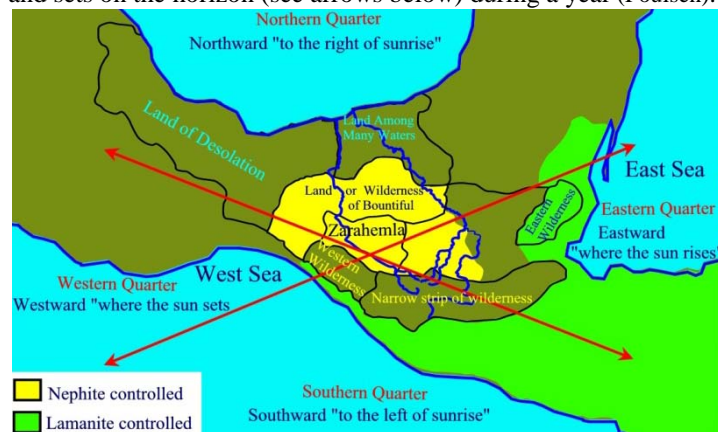 and sets on the horizon (see arrows below) during a year (Poulsen).
Northern Quarter
Northward "to the right of sunrise"
Land of Desolation
Land Among
Many Waters
East Sea
Land or Wilderness
of Bountiful
Eastern
Wilderness
Eastern Quarter
Eastward
"where the sun rises"
Zarahemla
Western
Wilderness
West Sea
Western Quarter
Westward "where the sun sets
Narrow strip of wilderness
Southern Quarter
Southward "to the left of sunrise"
Nephite controlled
Lamanite controlled